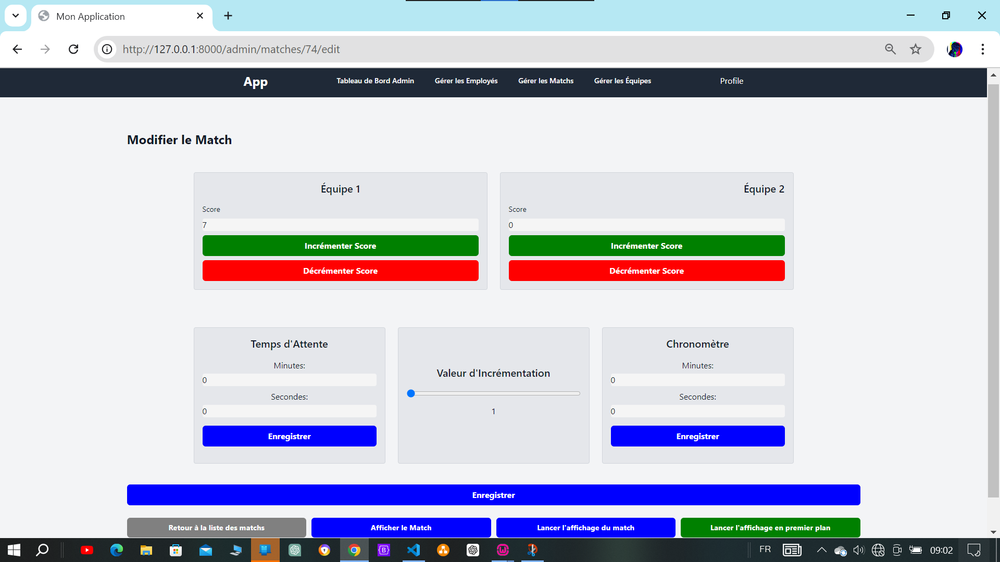 Mon Application
http://127.0.0.1:8000/admin/matches/74/edit
App
Tableau de Bord Admin
Gérer les Employés
Gérer les Matchs
Gérer les Équipes
Profile
Modifier le Match
Équipe 1
Score
7
Incrémenter Score
Décrémenter Score
Équipe 2
Score
0
Incrémenter Score
Décrémenter Score
Temps d'Attente
Minutes:
0
Secondes:
0
Enregistrer
Valeur d'Incrémentation
1
Chronomètre
Minutes:
0
Secondes:
0
Enregistrer
Enregistrer
Retour à la liste des matchs
Afficher le Match
Lancer l'affichage du match
Lancer l'affichage en premier plan
FR
09:02